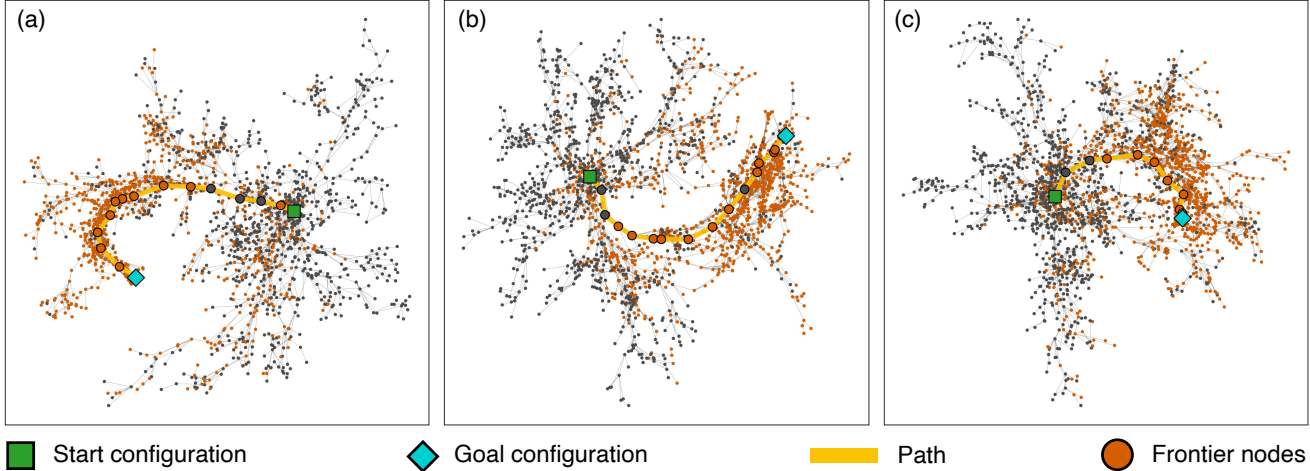 (a)
(b)
(c)
Start configuration
Goal configuration
Path
Frontier nodes